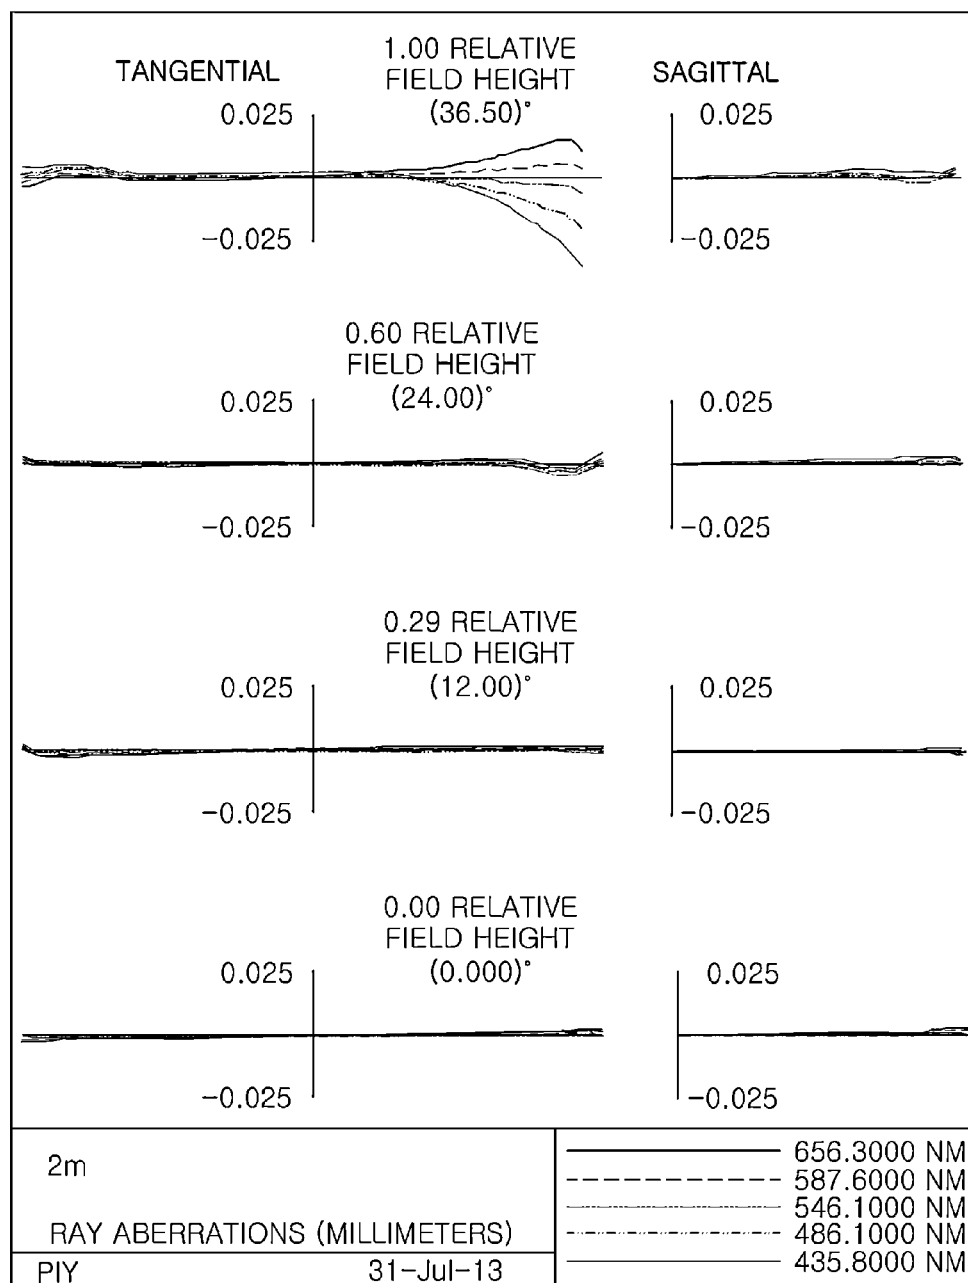 1.00 RELATIVE
TANGENTIAL FIELD HEIGHT SAGITTAL
(36.50)°
0.025 0.025
-0.025 -0.025
0.60 RELATIVE
FIELD HEIGHT
(24.00)°
0.025 0.025
-0.025 -0.025
0.29 RELATIVE
FIELD HEIGHT
(12.00)°
0.025 0.025
-0.025 -0.025
0.00 RELATIVE
FIELD HEIGHT
(0.000)°
0.025 0.025
-0.025 -0.025
2m
RAY ABERRATIONS (MILLIMETERS)
PIY 31-Jul-13
656.3000 NM
587.6000 NM
546.1000 NM
486.1000 NM
435.8000 NM